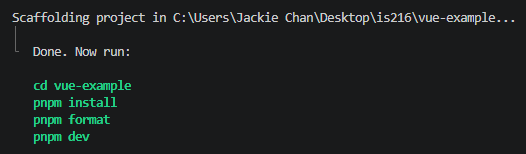 Scaffolding project in C:\Users\Jackie Chan\Desktop\is216\vue-example...
Done. Now run:
cd vue-example
pnpm install
pnpm format
pnpm dev